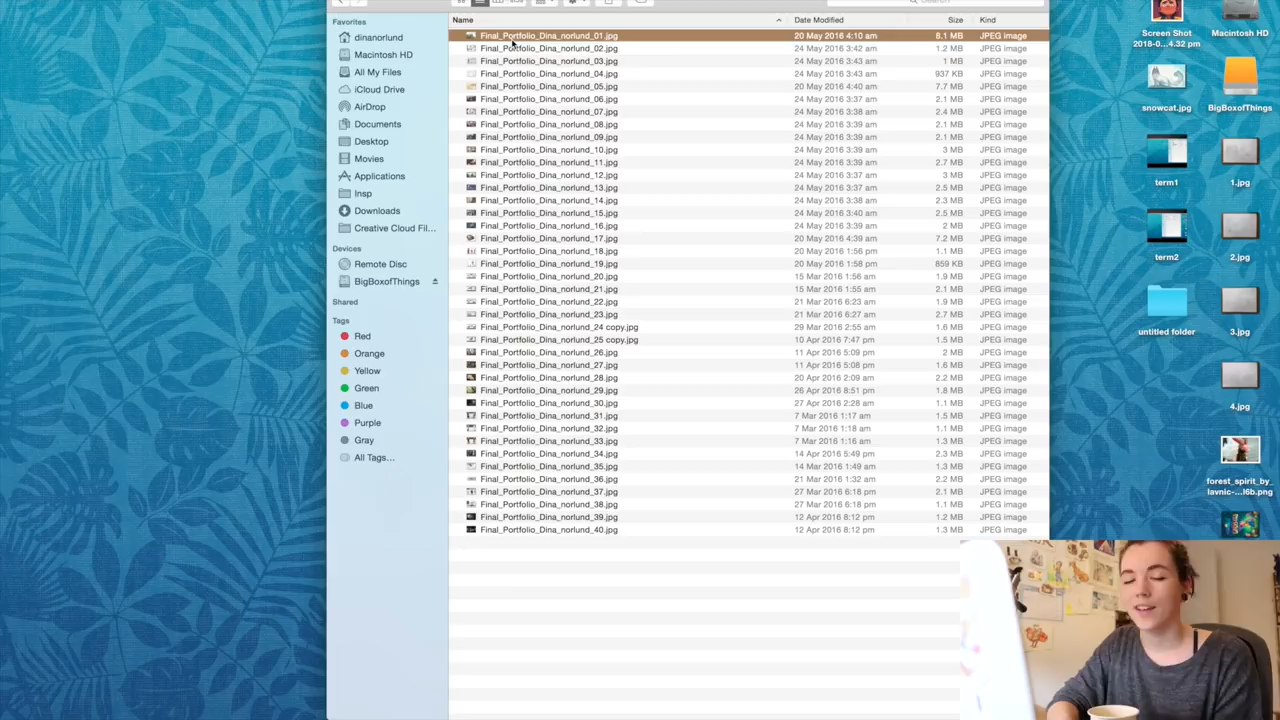 Search
Favorites
dinanorlund
Macintosh HD
All My Files
iCloud Drive
AirDrop
Documents
Desktop
Movies
Applications
Insp
Downloads
Creative Cloud Fil...
Devices
Remote Disc
BigBoxofThings
Shared
Tags
Red
Orange
Yellow
Green
Blue
Purple
Gray
All Tags...
Name Date Modified Size Kind
Final_Portfolio_Dina_norlund_01.jpg 20 May 2016 4:10 am 8.1 MB JPEG image
Final_Portfolio_Dina_norlund_02.jpg 24 May 2016 3:42 am 1.2 MB JPEG image
Final_Portfolio_Dina_norlund_03.jpg 24 May 2016 3:43 am 1 MB JPEG image
Final_Portfolio_Dina_norlund_04.jpg 24 May 2016 3:43 am 937 KB JPEG image
Final_Portfolio_Dina_norlund_05.jpg 20 May 2016 4:40 am 7.7 MB JPEG image
Final_Portfolio_Dina_norlund_06.jpg 24 May 2016 3:37 am 2.1 MB JPEG image
Final_Portfolio_Dina_norlund_07.jpg 24 May 2016 3:38 am 2.4 MB JPEG image
Final_Portfolio_Dina_norlund_08.jpg 24 May 2016 3:39 am 2.1 MB JPEG image
Final_Portfolio_Dina_norlund_09.jpg 24 May 2016 3:39 am 2.1 MB JPEG image
Final_Portfolio_Dina_norlund_10.jpg 24 May 2016 3:39 am 3 MB JPEG image
Final_Portfolio_Dina_norlund_11.jpg 24 May 2016 3:39 am 2.7 MB JPEG image
Final_Portfolio_Dina_norlund_12.jpg 24 May 2016 3:37 am 3 MB JPEG image
Final_Portfolio_Dina_norlund_13.jpg 24 May 2016 3:37 am 2.5 MB JPEG image
Final_Portfolio_Dina_norlund_14.jpg 24 May 2016 3:38 am 2.3 MB JPEG image
Final_Portfolio_Dina_norlund_15.jpg 24 May 2016 3:40 am 2.5 MB JPEG image
Final_Portfolio_Dina_norlund_16.jpg 24 May 2016 3:39 am 2 MB JPEG image
Final_Portfolio_Dina_norlund_17.jpg 20 May 2016 4:39 am 7.2 MB JPEG image
Final_Portfolio_Dina_norlund_18.jpg 20 May 2016 1:56 pm 1.1 MB JPEG image
Final_Portfolio_Dina_norlund_19.jpg 20 May 2016 1:58 pm 859 KB JPEG image
Final_Portfolio_Dina_norlund_20.jpg 15 Mar 2016 1:56 am 1.9 MB JPEG image
Final_Portfolio_Dina_norlund_21.jpg 15 Mar 2016 1:55 am 2.1 MB JPEG image
Final_Portfolio_Dina_norlund_22.jpg 21 Mar 2016 6:23 am 1.9 MB JPEG image
Final_Portfolio_Dina_norlund_23.jpg 21 Mar 2016 6:27 am 2.7 MB JPEG image
Final_Portfolio_Dina_norlund_24 copy.jpg 29 Mar 2016 2:55 am 1.6 MB JPEG image
Final_Portfolio_Dina_norlund_25 copy.jpg 10 Apr 2016 7:47 pm 1.5 MB JPEG image
Final_Portfolio_Dina_norlund_26.jpg 11 Apr 2016 5:09 pm 2 MB JPEG image
Final_Portfolio_Dina_norlund_27.jpg 11 Apr 2016 5:08 pm 1.6 MB JPEG image
Final_Portfolio_Dina_norlund_28.jpg 20 Apr 2016 2:09 am 2.2 MB JPEG image
Final_Portfolio_Dina_norlund_29.jpg 26 Apr 2016 8:51 pm 1.8 MB JPEG image
Final_Portfolio_Dina_norlund_30.jpg 27 Apr 2016 2:28 am 1.1 MB JPEG image
Final_Portfolio_Dina_norlund_31.jpg 7 Mar 2016 1:17 am 1.5 MB JPEG image
Final_Portfolio_Dina_norlund_32.jpg 7 Mar 2016 1:18 am 1.1 MB JPEG image
Final_Portfolio_Dina_norlund_33.jpg 7 Mar 2016 1:16 am 1.3 MB JPEG image
Final_Portfolio_Dina_norlund_34.jpg 14 Apr 2016 5:49 pm 2.3 MB JPEG image
Final_Portfolio_Dina_norlund_35.jpg 14 Mar 2016 1:49 am 1.3 MB JPEG image
Final_Portfolio_Dina_norlund_36.jpg 21 Mar 2016 1:32 am 2.2 MB JPEG image
Final_Portfolio_Dina_norlund_37.jpg 27 Mar 2016 6:18 pm 2.1 MB JPEG image
Final_Portfolio_Dina_norlund_38.jpg 27 Mar 2016 6:18 pm 1.1 MB JPEG image
Final_Portfolio_Dina_norlund_39.jpg 12 Apr 2016 8:12 pm 1.2 MB JPEG image
Final_Portfolio_Dina_norlund_40.jpg 12 Apr 2016 8:12 pm 1.3 MB JPEG image
Screen Shot
2018-0...4.32 pm
Macintosh HD
snowcat.jpg
BigBoxofThings
term1
1.jpg
term2
2.jpg
untitled folder
3.jpg
4.jpg
forest_spirit_by_
lavnic-...l6b.png